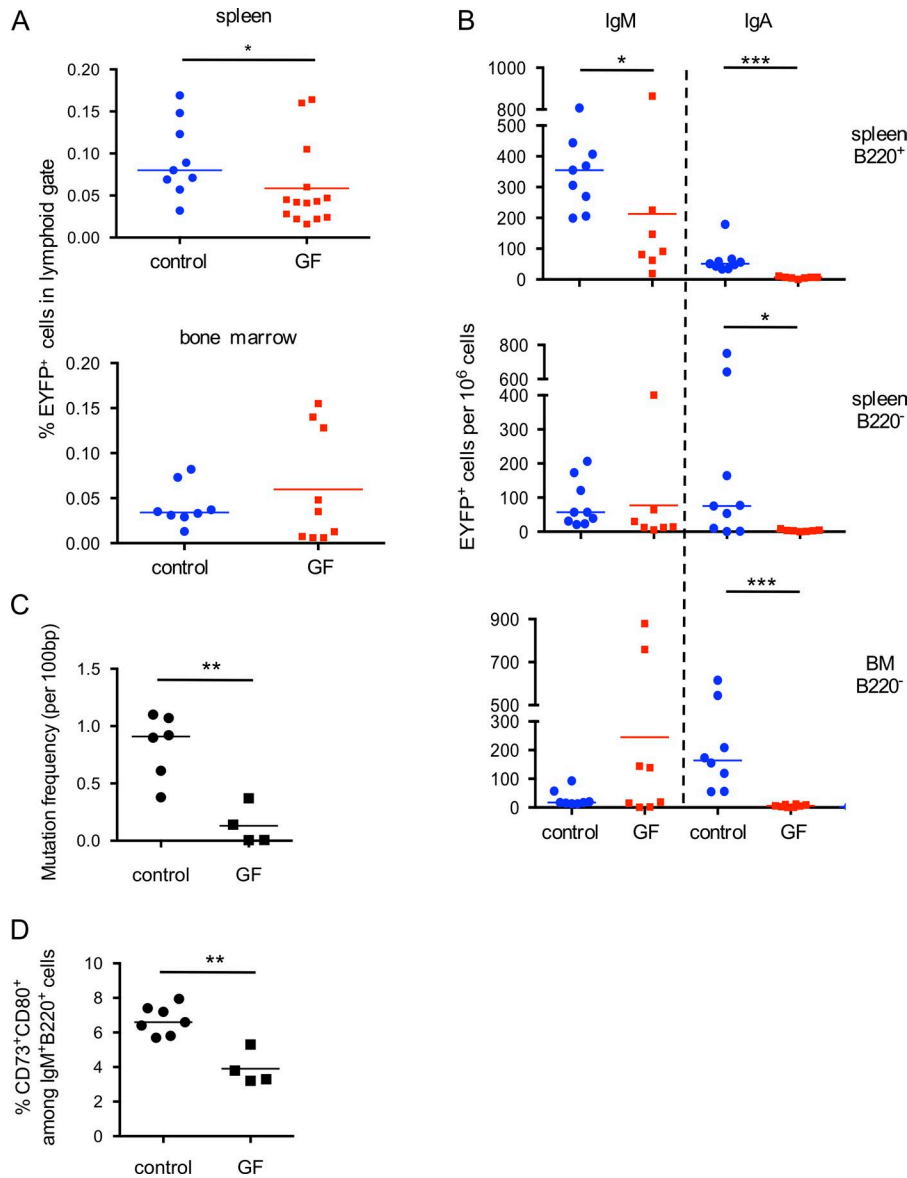 A
spleen
*
0.20
0.15
0.10
0.05
0.00
control
GF
% EYFP⁺ cells in lymphoid gate
bone marrow
0.20
0.15
0.10
0.05
0.00
control
GF
B
IgM
IgA
*
***
1000
800
600
500
400
300
200
100
0
spleen
B220⁺
EYFP⁺ cells per 10⁶ cells
*
800
600
400
300
200
100
0
spleen
B220⁻
***
900
700
500
300
200
100
0
BM
B220⁻
control
GF
control
GF
C
**
Mutation frequency (per 100bp)
1.5
1.0
0.5
0.0
control
GF
D
**
% CD73⁺CD80⁺
among IgM⁺B220⁺ cells
10
8
6
4
2
0
control
GF